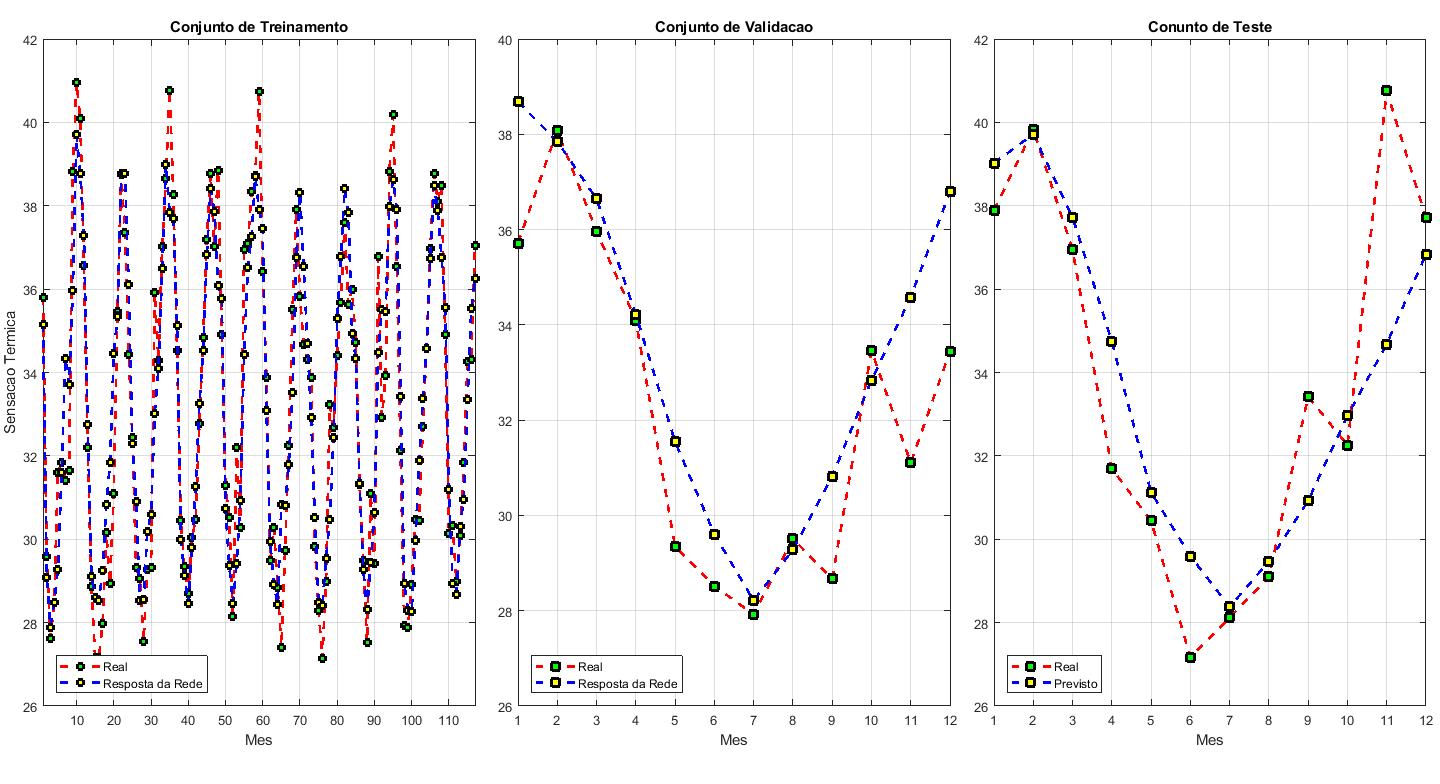 Conjunto de Treinamento
Sensacao Termica
42
40
38
36
34
32
30
28
26
10 20 30 40 50 60 70 80 90 100 110
Mes
Real
Resposta da Rede
Conjunto de Validacao
40
38
36
34
32
30
28
26
1 2 3 4 5 6 7 8 9 10 11 12
Mes
Real
Resposta da Rede
Conunto de Teste
42
40
38
36
34
32
30
28
26
1 2 3 4 5 6 7 8 9 10 11 12
Mes
Real
Previsto